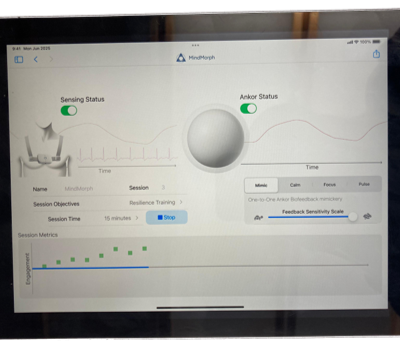 9:41 Mon Jun 2025
100%
MindMorph
Sensing Status
Ankor Status
Time
Time
Name MindMorph Session
Session Objectives Resilience Training
Session Time 15 minutes Stop
Mimic Calm Focus Pulse
One-to-One Ankor Biofeedback mimickery
Feedback Sensitivity Scale
Session Metrics
Engagement